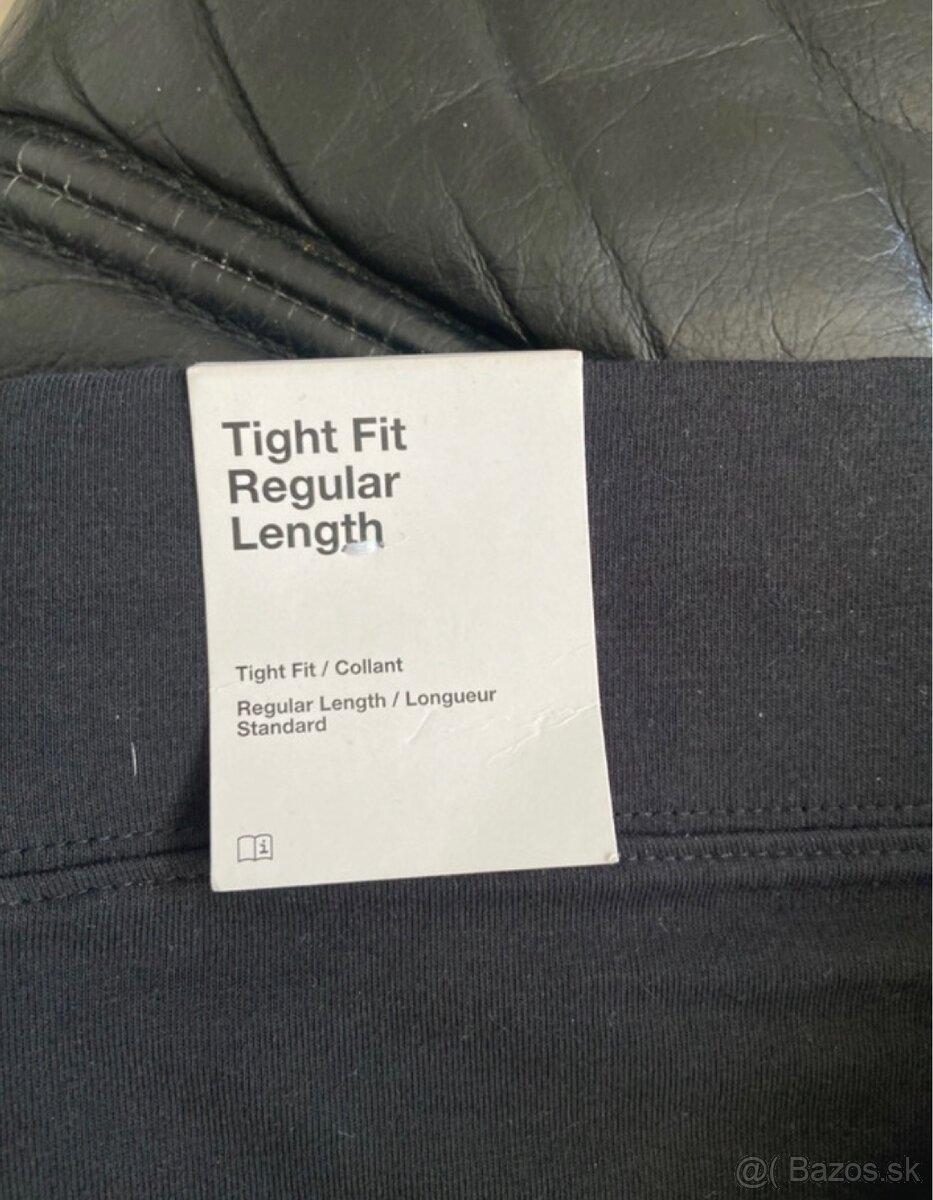 Tight Fit
Regular
Length
Tight Fit / Collant
Regular Length / Longueur
Standard
i
@( Bazos.sk